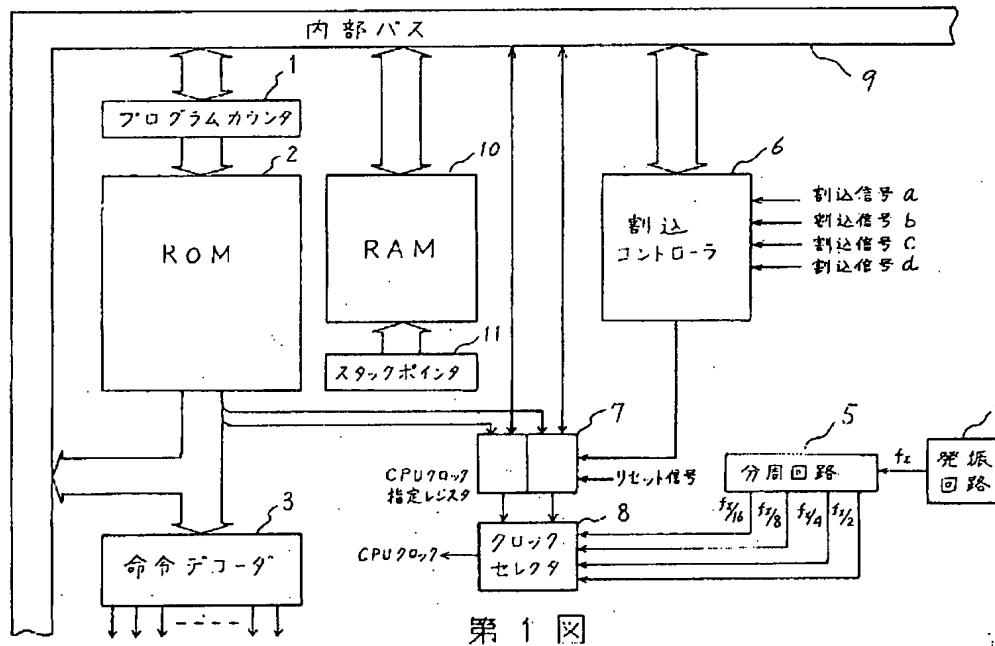 内部バス
9
1
プログラムカウンタ
2
ROM
10
RAM
11
スタックポインタ
6
割込
コントローラ
割込信号a
割込信号b
割込信号c
割込信号d
7
CPUクロック
指定レジスタ
リセット信号
5
分周回路
fx
発振
回路
fx/16
fx/8
fx/4
fx/2
8
クロック
セレクタ
CPUクロック
3
命令デコーダ
第1図